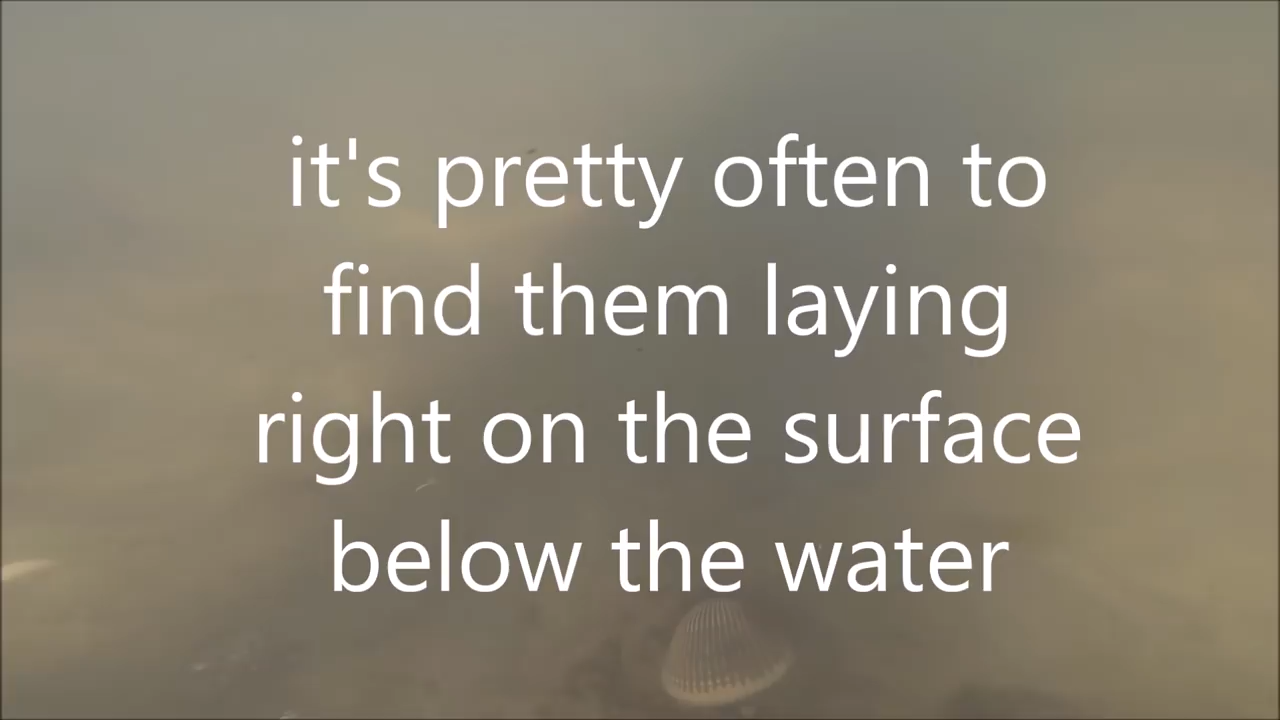 it's pretty often to
find them laying
right on the surface
below the water